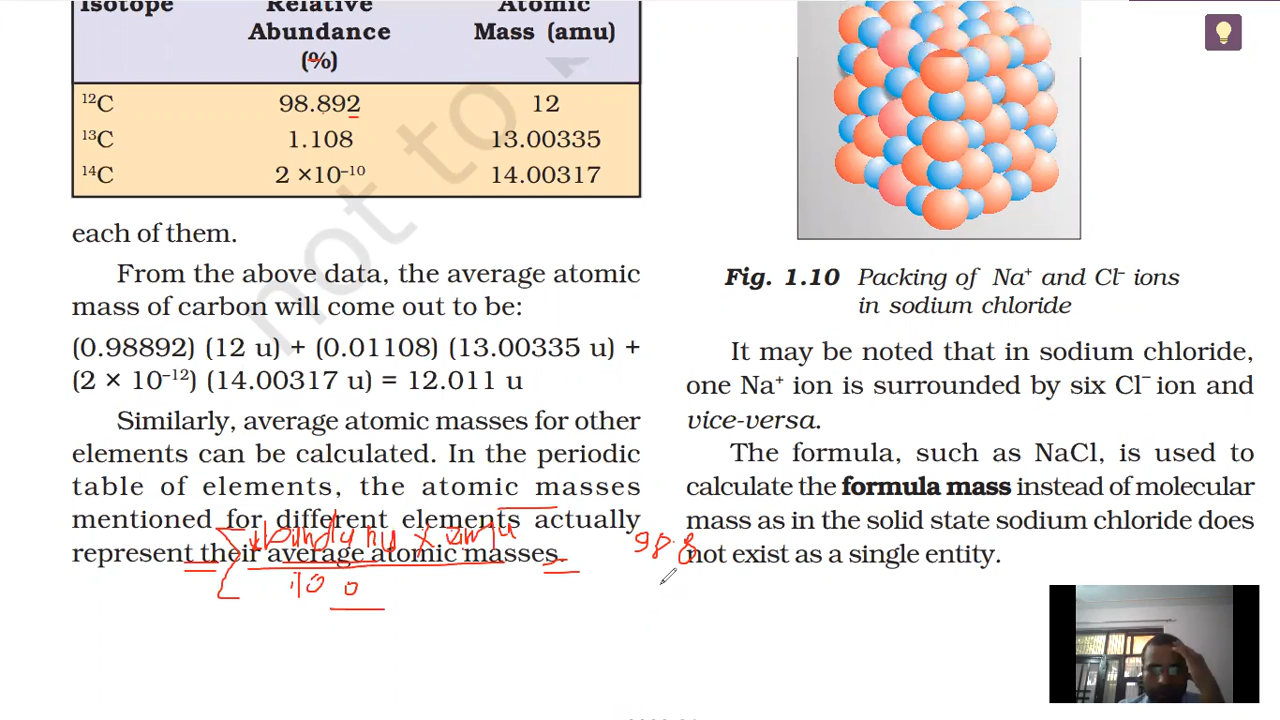 Isotope Relative Atomic
Abundance Mass (amu)
(%)
12C 98.892 12
13C 1.108 13.00335
14C 2 ×10–10 14.00317
each of them.
From the above data, the average atomic
mass of carbon will come out to be:
(0.98892) (12 u) + (0.01108) (13.00335 u) +
(2 × 10–12) (14.00317 u) = 12.011 u
Similarly, average atomic masses for other
elements can be calculated. In the periodic
table of elements, the atomic masses
mentioned for different elements actually
represent their average atomic masses.
100
98.8
not to
Fig. 1.10 Packing of Na+ and Cl– ions
in sodium chloride
It may be noted that in sodium chloride,
one Na+ ion is surrounded by six Cl– ion and
vice-versa.
The formula, such as NaCl, is used to
calculate the formula mass instead of molecular
mass as in the solid state sodium chloride does
not exist as a single entity.